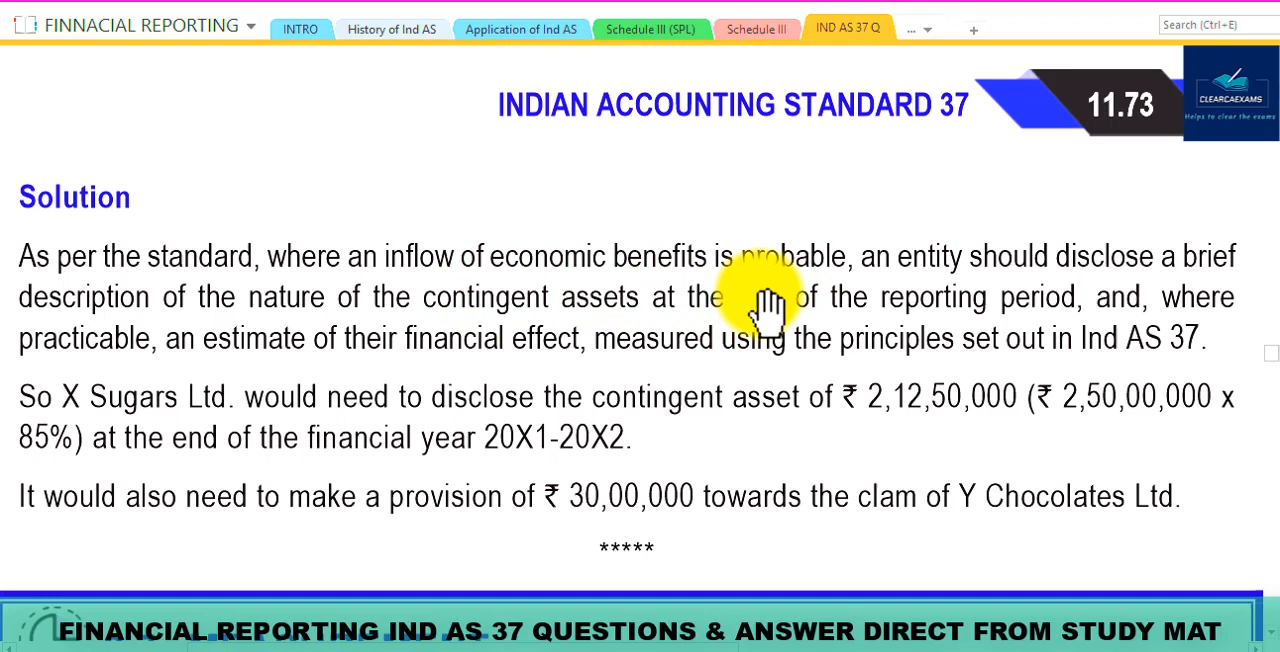 FINNACIAL REPORTING
INTRO
History of Ind AS
Application of Ind AS
Schedule III (SPL)
Schedule III
IND AS 37 Q
...
Search (Ctrl+E)
INDIAN ACCOUNTING STANDARD 37
11.73
CLEARCAEXAMS
Helps to clear the exams
Solution
As per the standard, where an inflow of economic benefits is probable, an entity should disclose a brief
description of the nature of the contingent assets at the of the reporting period, and, where
practicable, an estimate of their financial effect, measured using the principles set out in Ind AS 37.
So X Sugars Ltd. would need to disclose the contingent asset of ₹ 2,12,50,000 (₹ 2,50,00,000 x
85%) at the end of the financial year 20X1-20X2.
It would also need to make a provision of ₹ 30,00,000 towards the clam of Y Chocolates Ltd.
*****
FINANCIAL REPORTING IND AS 37 QUESTIONS & ANSWER DIRECT FROM STUDY MAT